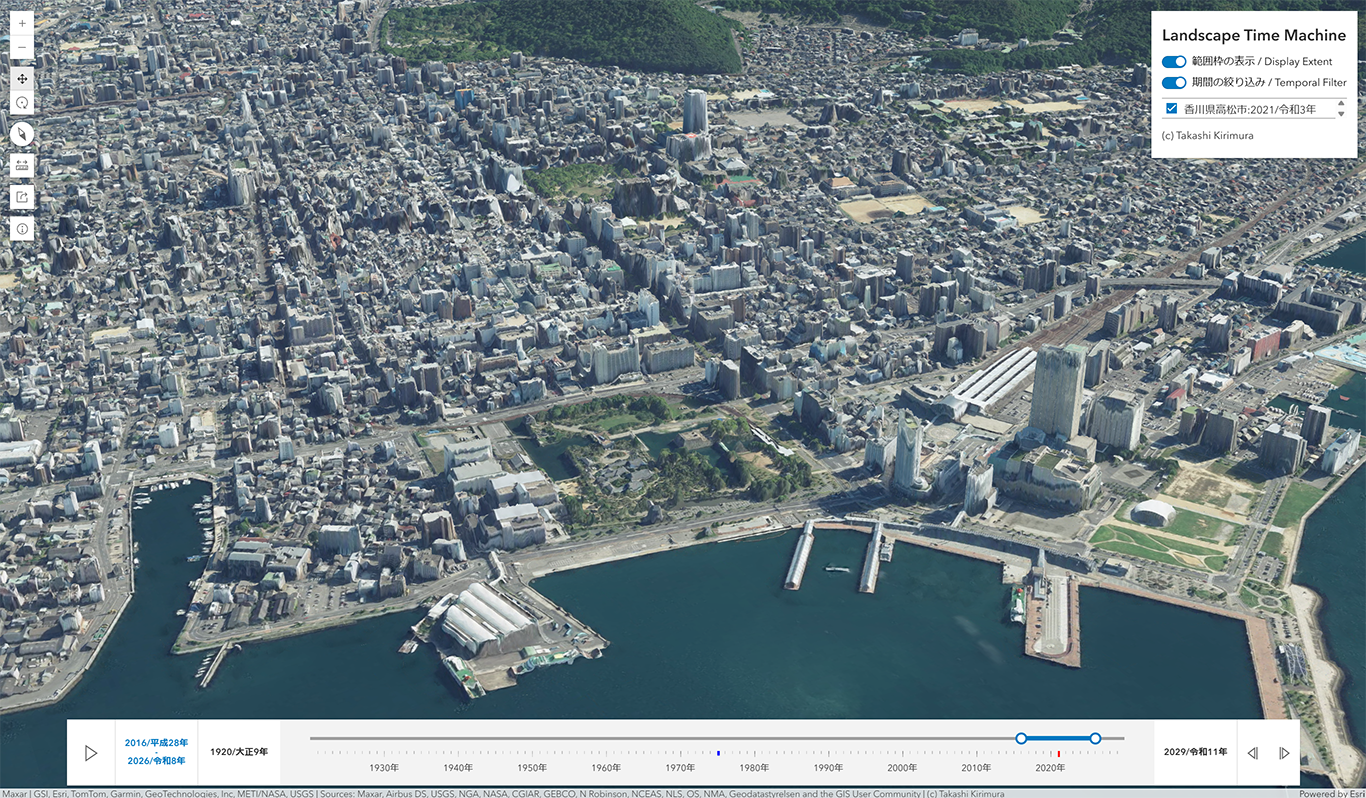 Landscape Time Machine
範囲枠の表示 / Display Extent
期間の絞り込み / Temporal Filter
香川県高松市:2021/令和3年
(c) Takashi Kirimura
2016/平成28年
-
2026/令和8年
1920/大正9年
1930年 1940年 1950年 1960年 1970年 1980年 1990年 2000年 2010年 2020年
2029/令和11年
Maxar | GSI, Esri, TomTom, Garmin, GeoTechnologies, Inc, METI/NASA, USGS | Sources: Maxar, Airbus DS, USGS, NGA, NASA, CGIAR, GEBCO, N Robinson, NCEAS, NLS, OS, NMA, Geodatastyrelsen and the GIS User Community | (c) Takashi Kirimura
Powered by Esri